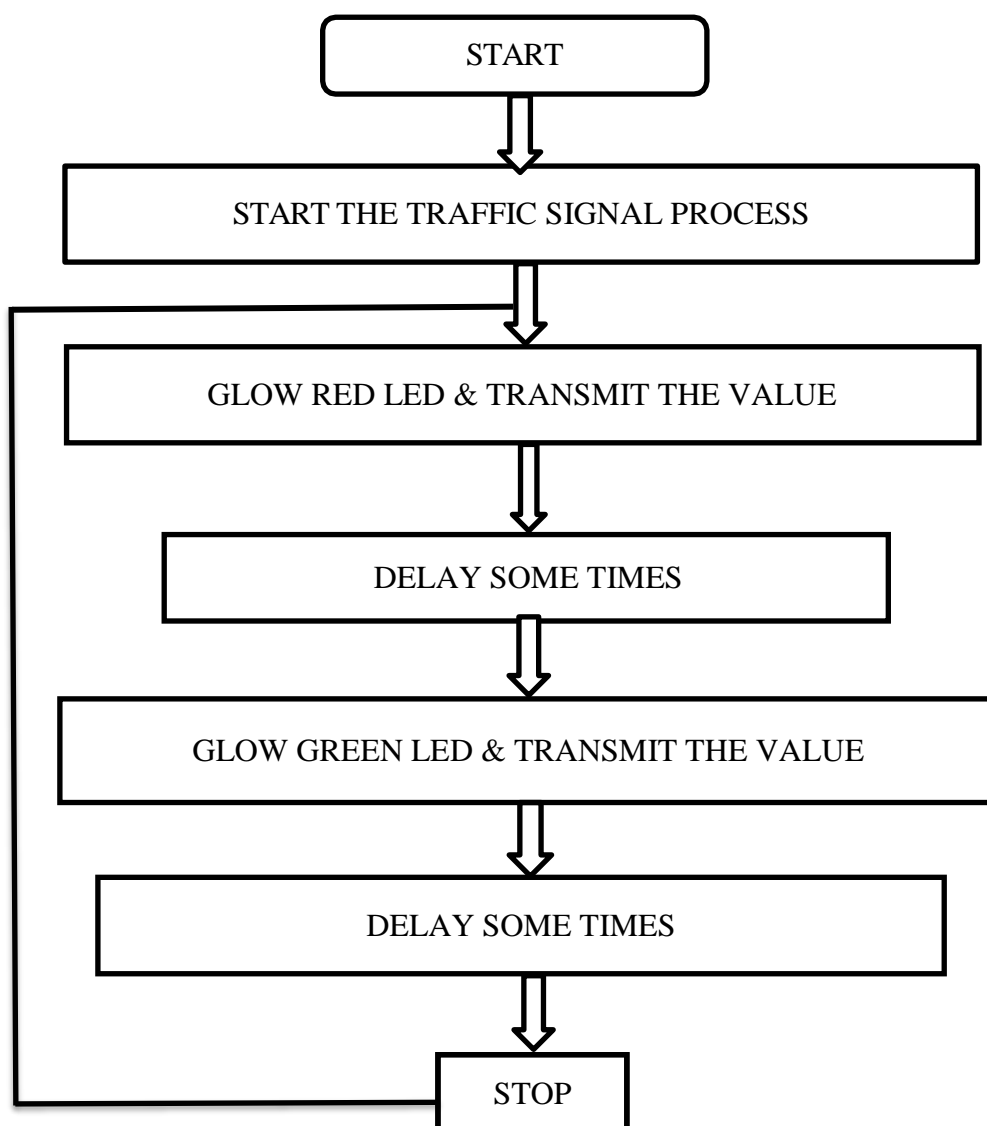 START
START THE TRAFFIC SIGNAL PROCESS
GLOW RED LED & TRANSMIT THE VALUE
DELAY SOME TIMES
GLOW GREEN LED & TRANSMIT THE VALUE
DELAY SOME TIMES
STOP